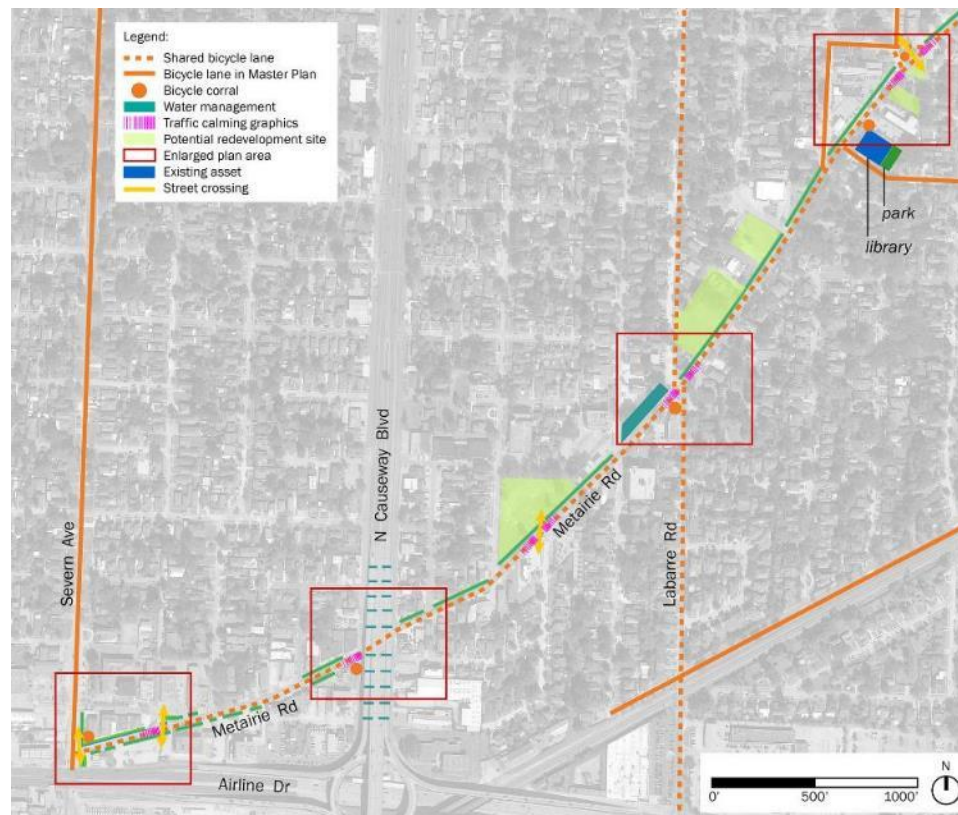 Legend:
Shared bicycle lane
Bicycle lane in Master Plan
Bicycle corral
Water management
Traffic calming graphics
Potential redevelopment site
Enlarged plan area
Existing asset
Street crossing
park
library
N Causeway Blvd
Severn Ave
Metairie Rd
Labarre Rd
Metairie Rd
Airline Dr
N
0' 500' 1000'